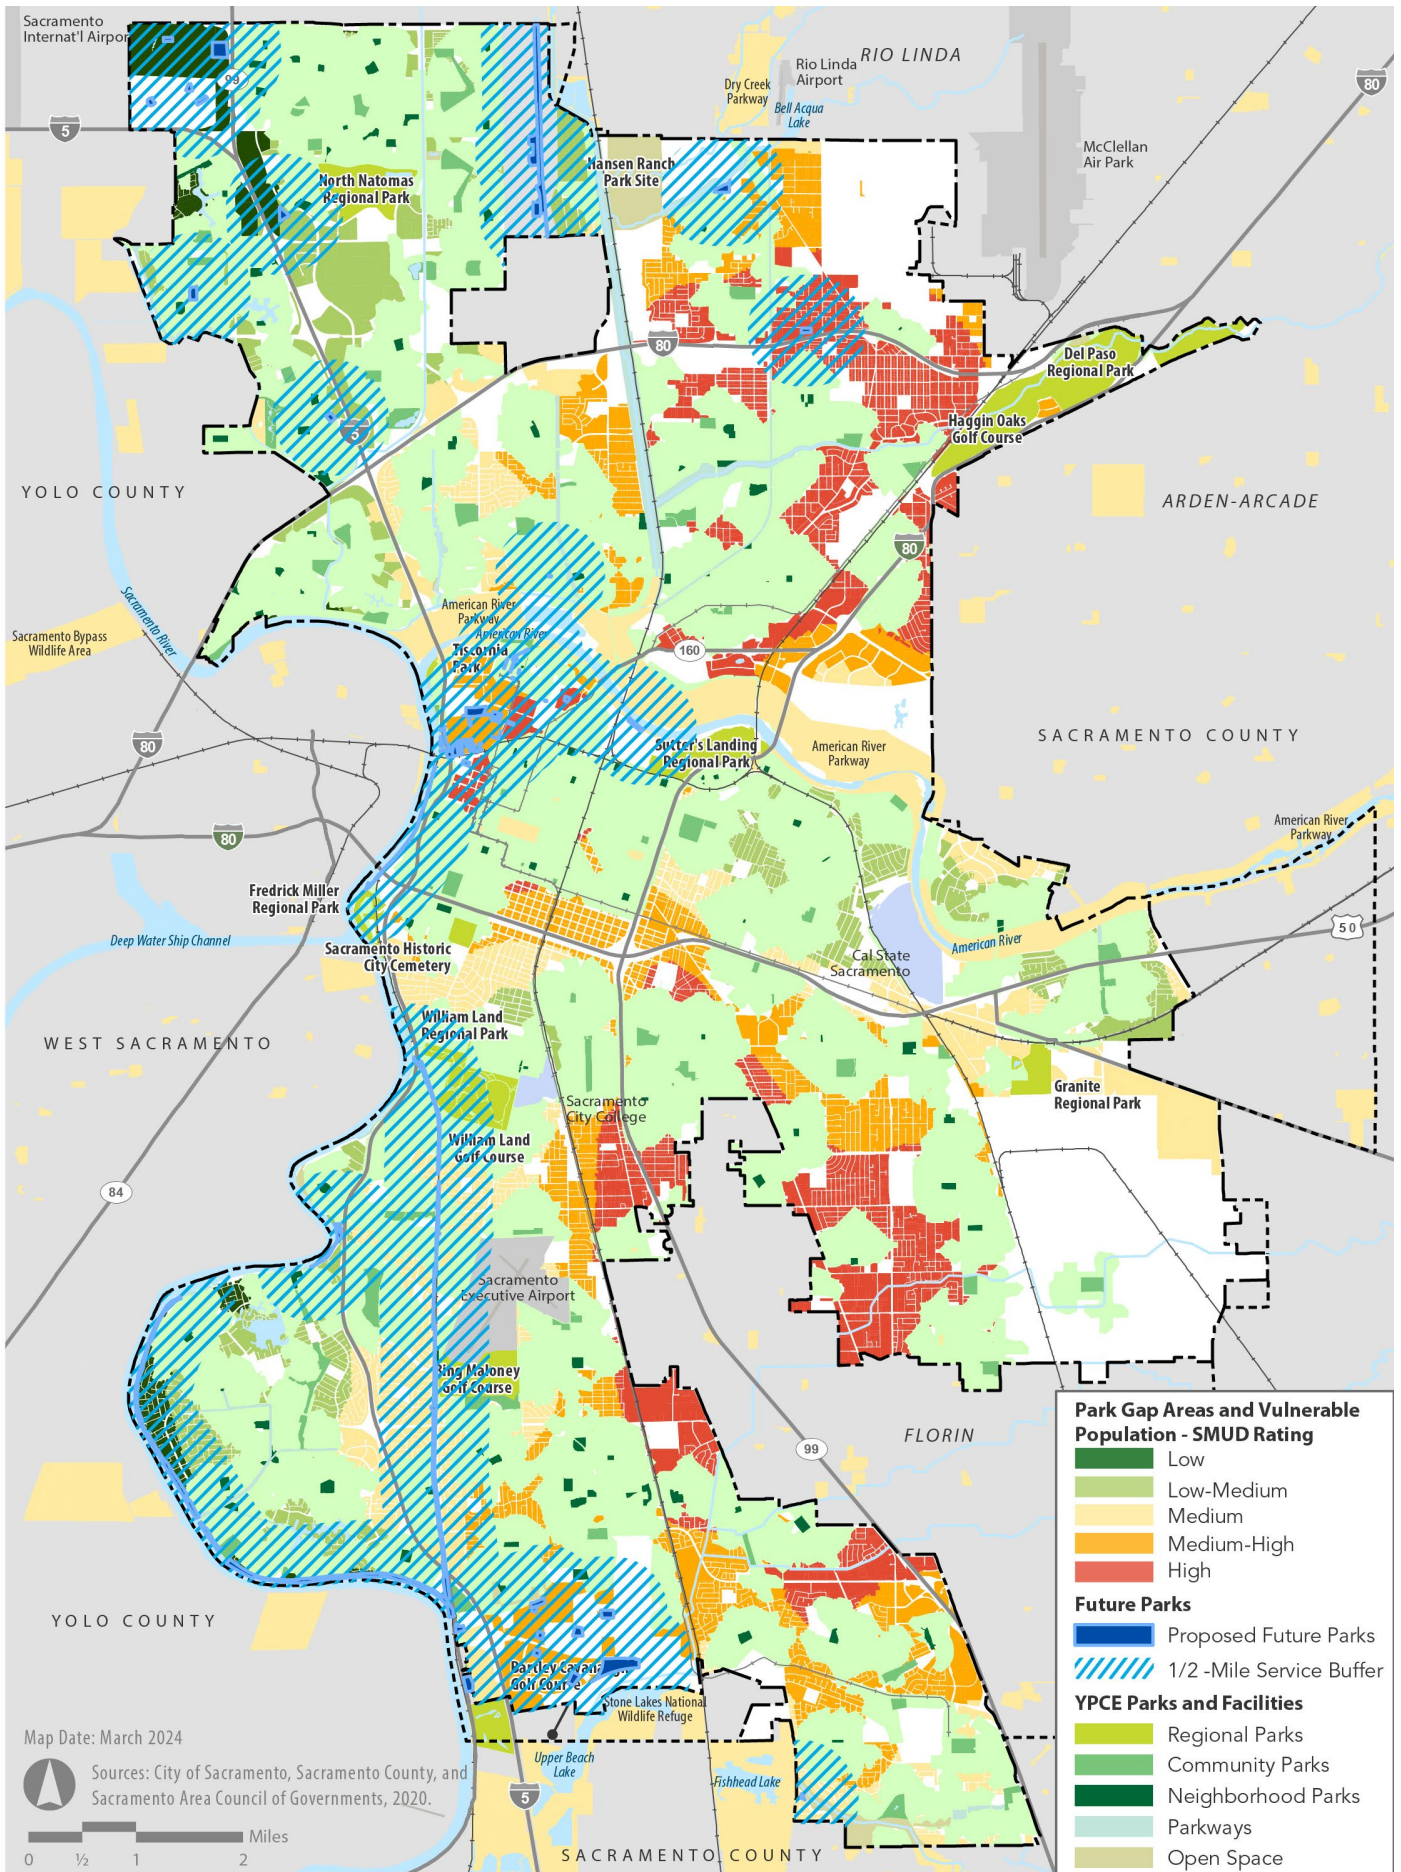 Sacramento
Internat'l Airpor
RIO LINDA
Rio Linda
Airport
Dry Creek
Parkway
Bell Acqua
Lake
80
99
5
McClellan
Air Park
Hansen Ranch
Park Site
North Natomas
Regional Park
80
Del Paso
Regional Park
Haggin Oaks
Golf Course
5
YOLO COUNTY
ARDEN-ARCADE
80
Sacramento River
American River
Parkway
American River
Sacramento Bypass
Wildlife Area
Tiscornia
Park
160
80
Sutter's Landing
Regional Park
American River
Parkway
SACRAMENTO COUNTY
80
American River
Parkway
Fredrick Miller
Regional Park
50
Deep Water Ship Channel
Sacramento Historic
City Cemetery
Cal State
Sacramento
American River
William Land
Regional Park
WEST SACRAMENTO
Granite
Regional Park
Sacramento
City College
William Land
Golf Course
84
Sacramento
Executive Airport
Bing Maloney
Golf Course
99
FLORIN
Park Gap Areas and Vulnerable
Population - SMUD Rating
Low
Low-Medium
Medium
Medium-High
High
Future Parks
Proposed Future Parks
1/2 -Mile Service Buffer
YPCE Parks and Facilities
Regional Parks
Community Parks
Neighborhood Parks
Parkways
Open Space
YOLO COUNTY
Bartley Cavanaugh
Golf Course
Stone Lakes National
Wildlife Refuge
Upper Beach
Lake
Fishhead Lake
5
SACRAMENTO COUNTY
Map Date: March 2024
Sources: City of Sacramento, Sacramento County, and
Sacramento Area Council of Governments, 2020.
Miles
0 ½ 1 2